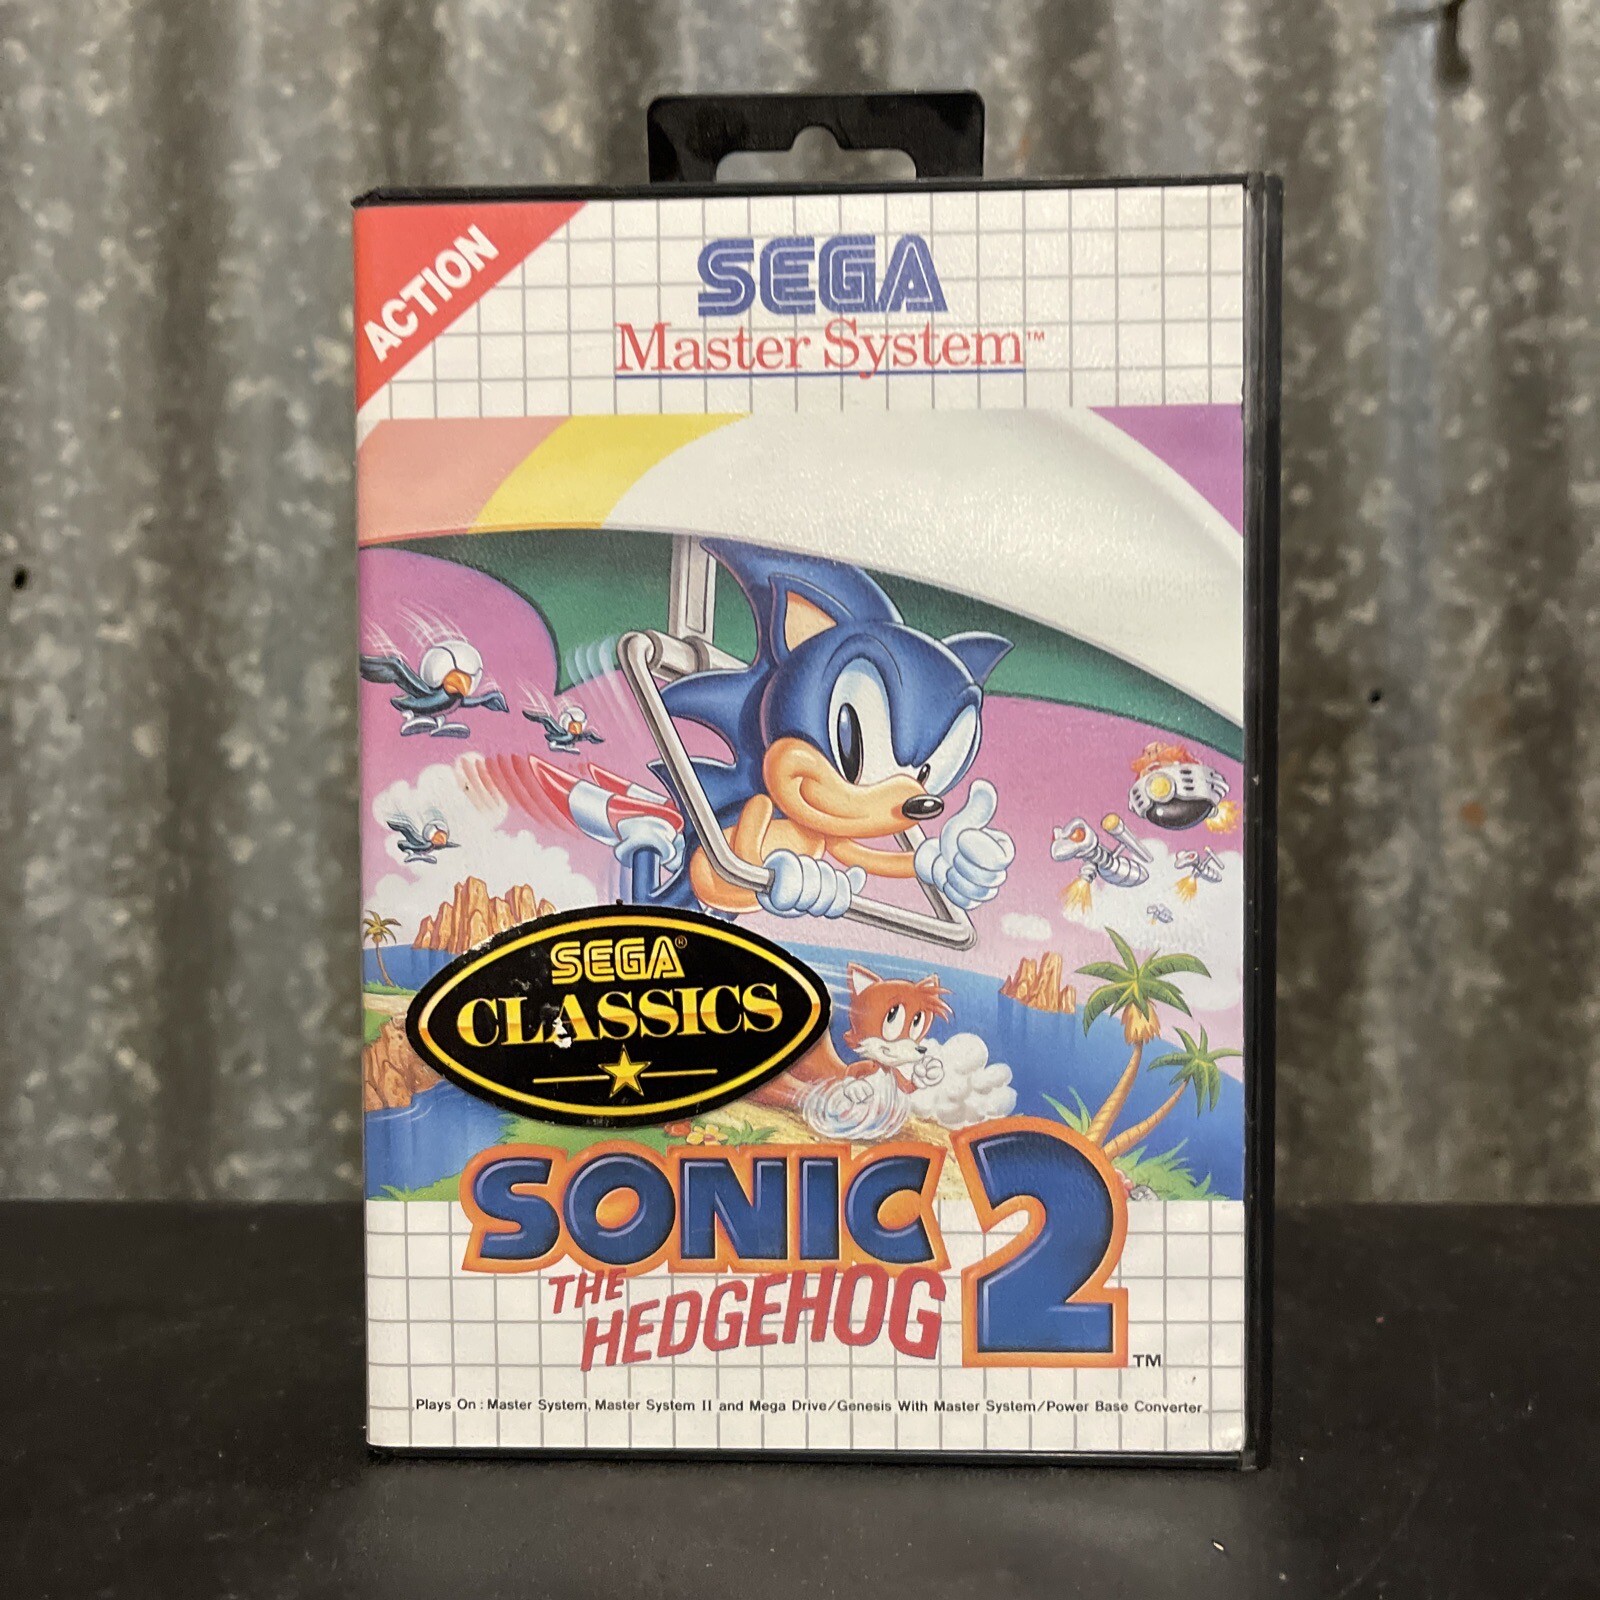 ACTION
SEGA
Master System™
SEGA®
CLASSICS
SONIC 2
THE
HEDGEHOG
TM
Plays On : Master System, Master System II and Mega Drive/Genesis With Master System/Power Base Converter